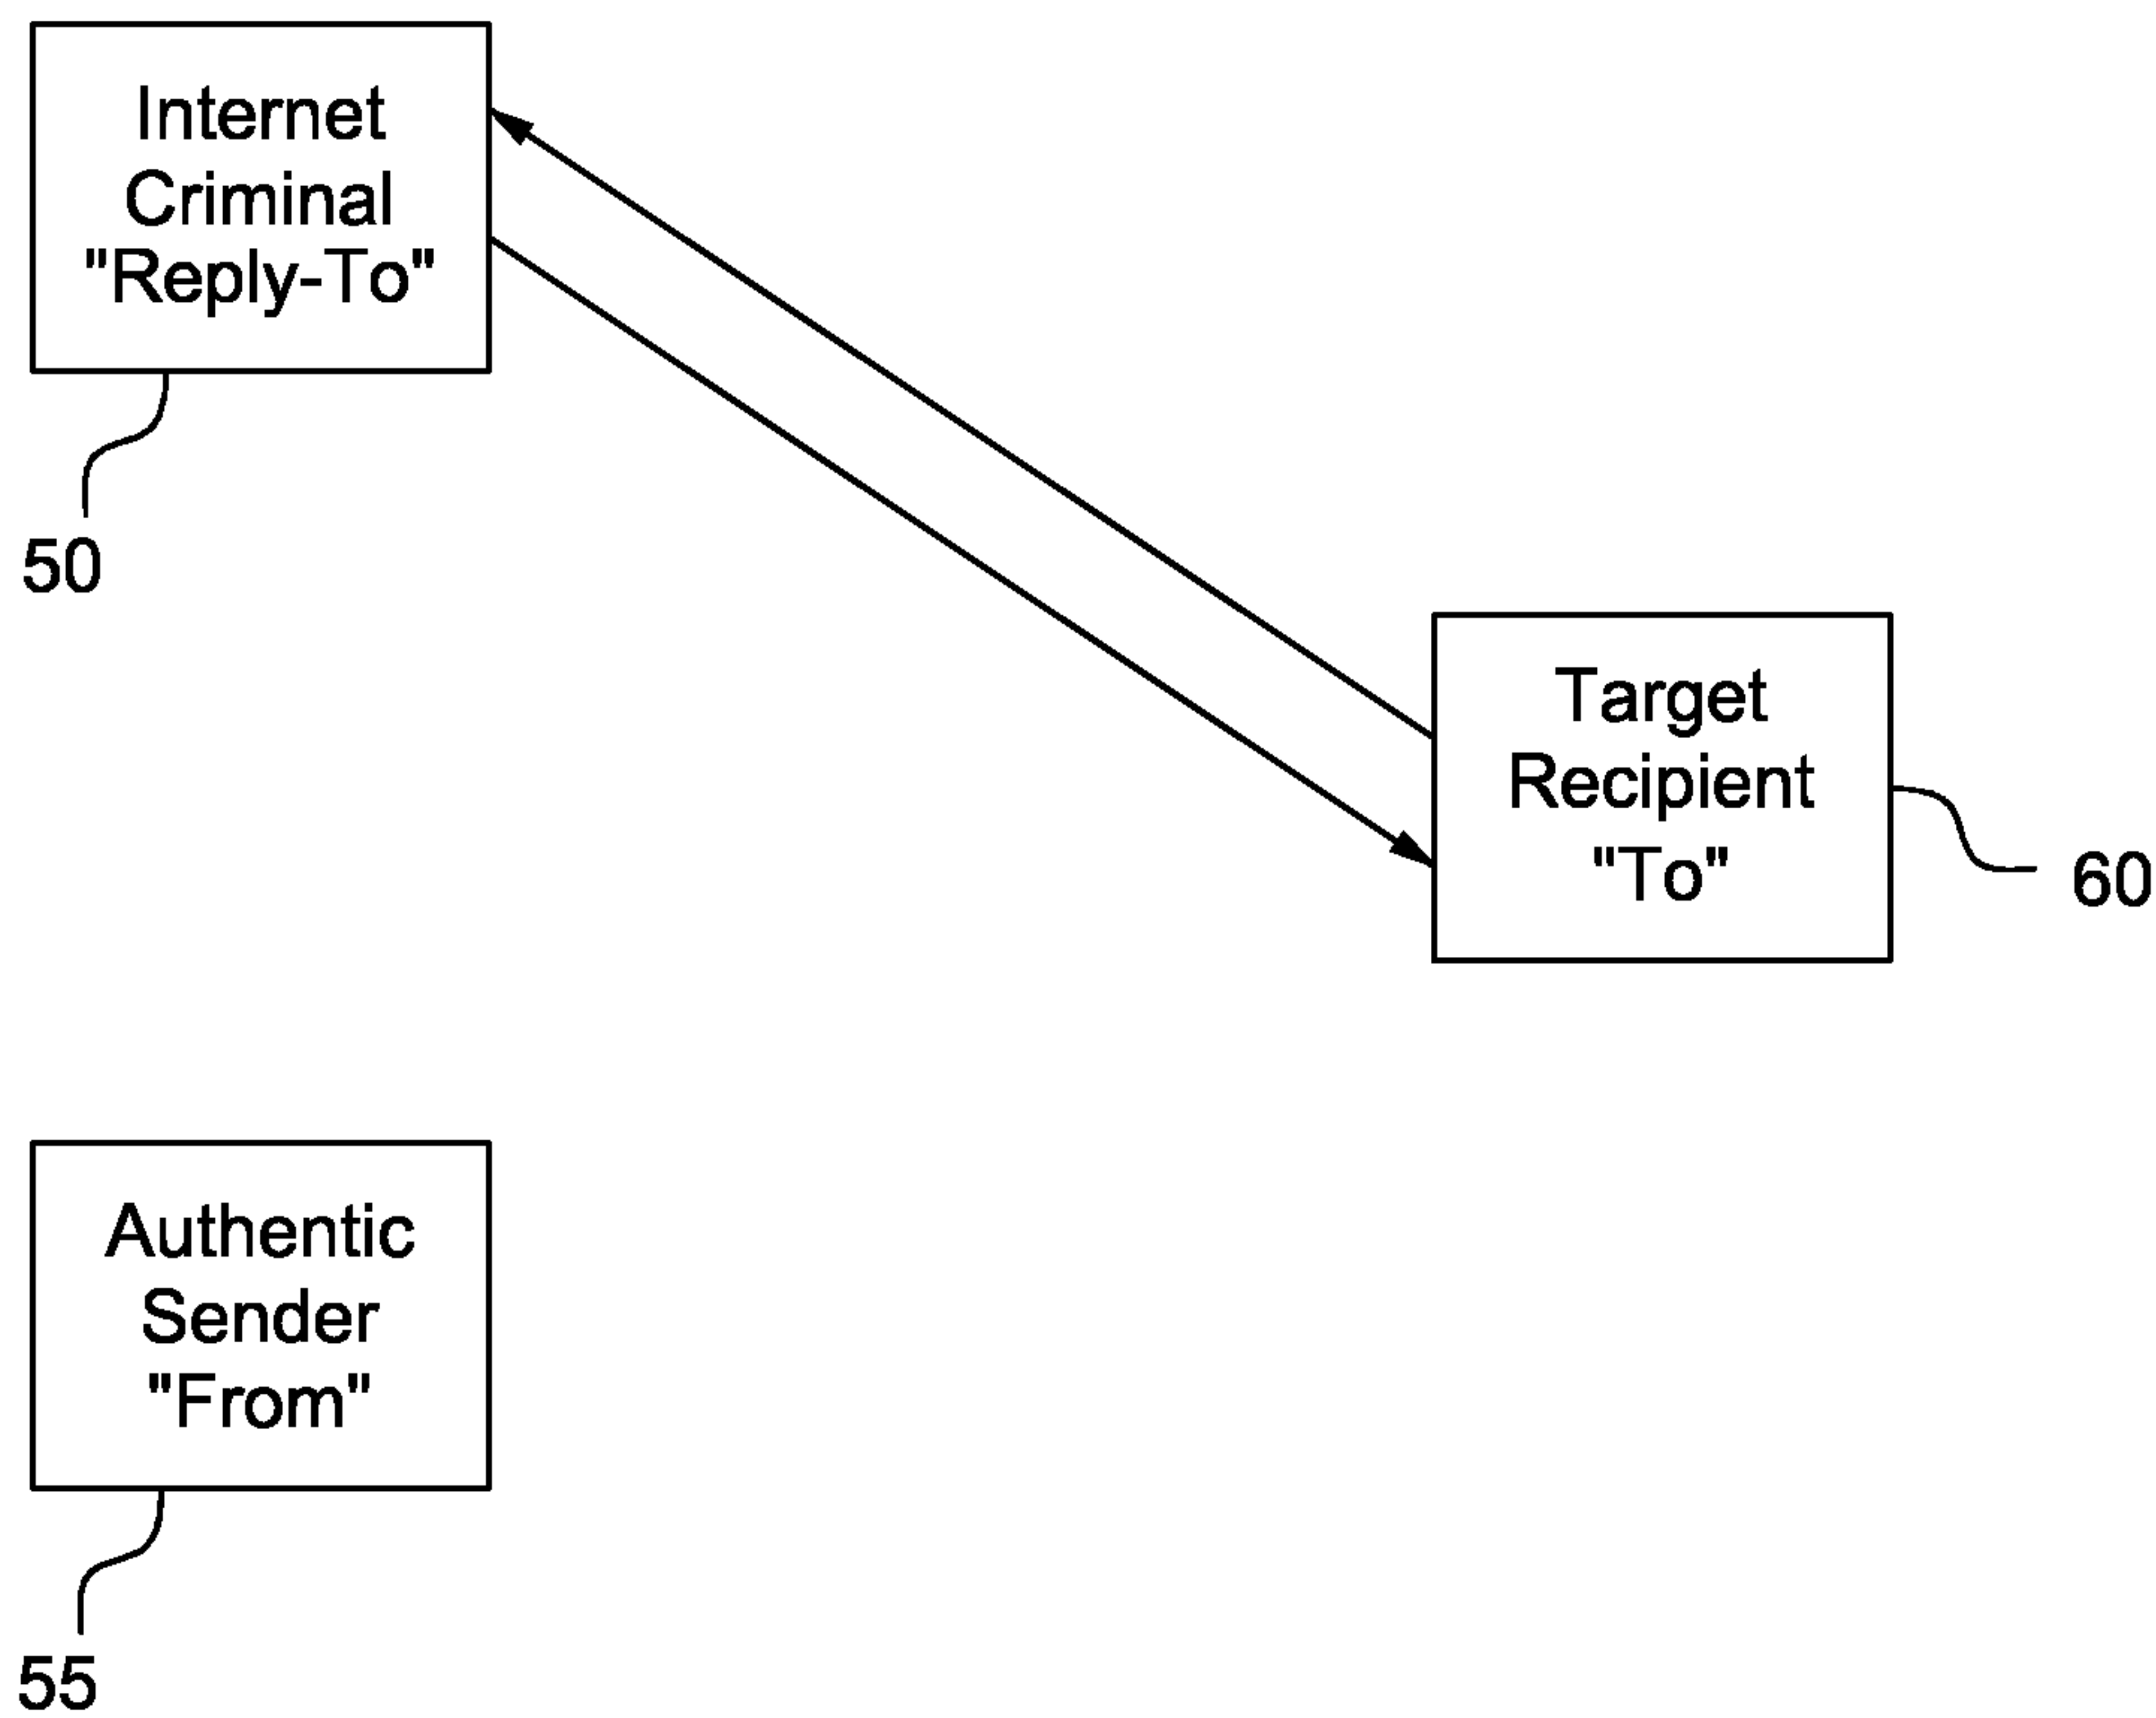 Internet
Criminal
"Reply-To"
50
Target
Recipient
"To"
60
Authentic
Sender
"From"
55